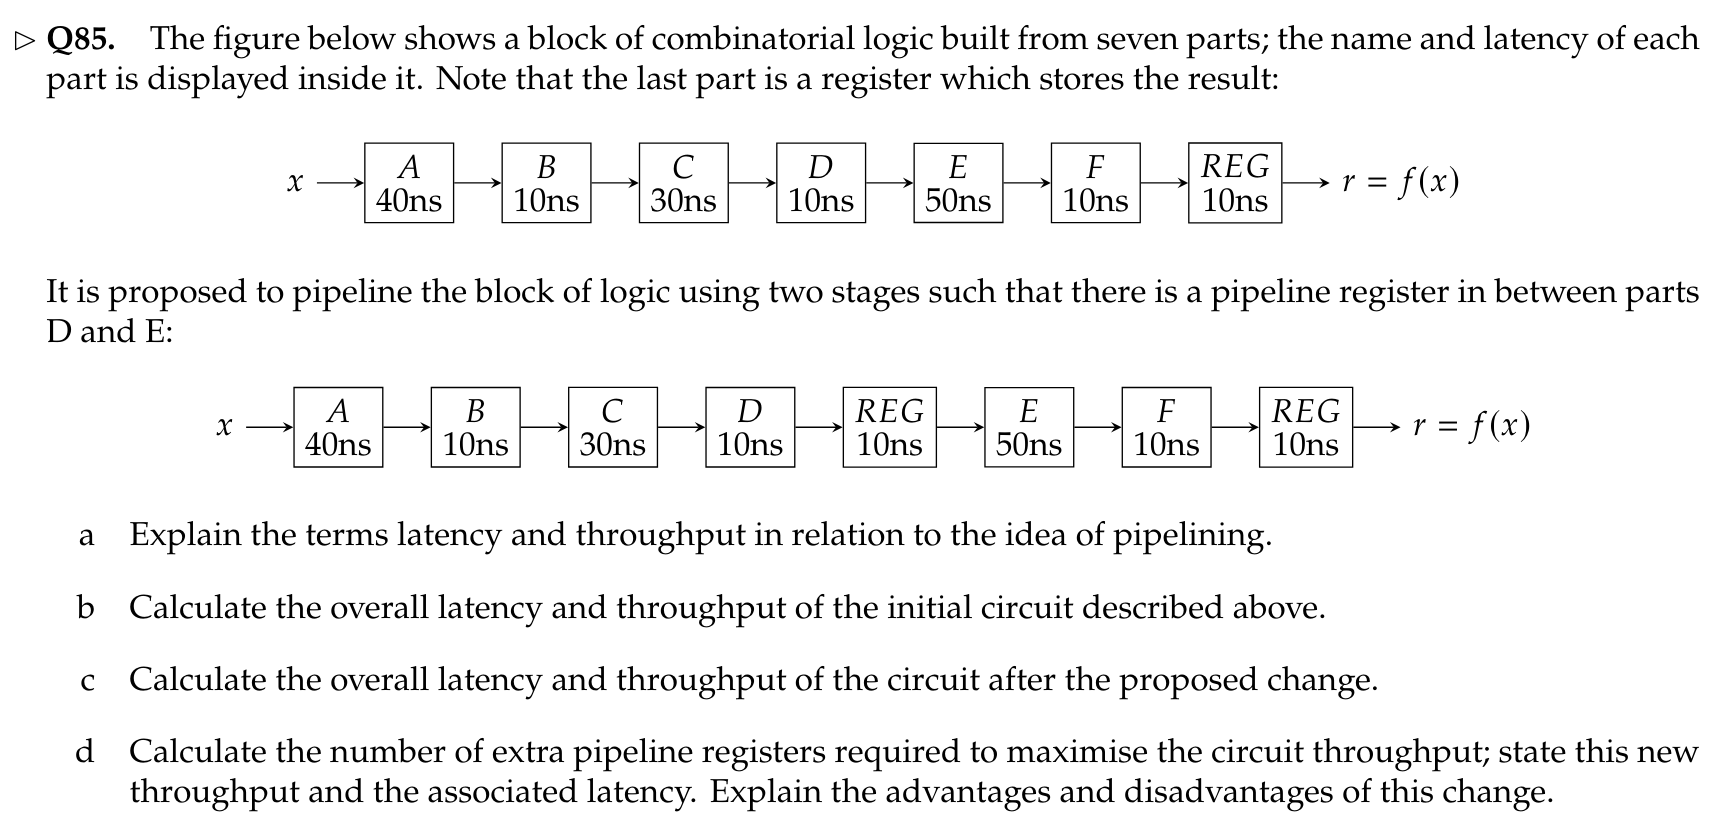 ▷ Q85. The figure below shows a block of combinatorial logic built from seven parts; the name and latency of each
part is displayed inside it. Note that the last part is a register which stores the result:
x A 40ns B 10ns C 30ns D 10ns E 50ns F 10ns REG 10ns r = f(x)
It is proposed to pipeline the block of logic using two stages such that there is a pipeline register in between parts
D and E:
x A 40ns B 10ns C 30ns D 10ns REG 10ns E 50ns F 10ns REG 10ns r = f(x)
a Explain the terms latency and throughput in relation to the idea of pipelining.
b Calculate the overall latency and throughput of the initial circuit described above.
c Calculate the overall latency and throughput of the circuit after the proposed change.
d Calculate the number of extra pipeline registers required to maximise the circuit throughput; state this new
throughput and the associated latency. Explain the advantages and disadvantages of this change.